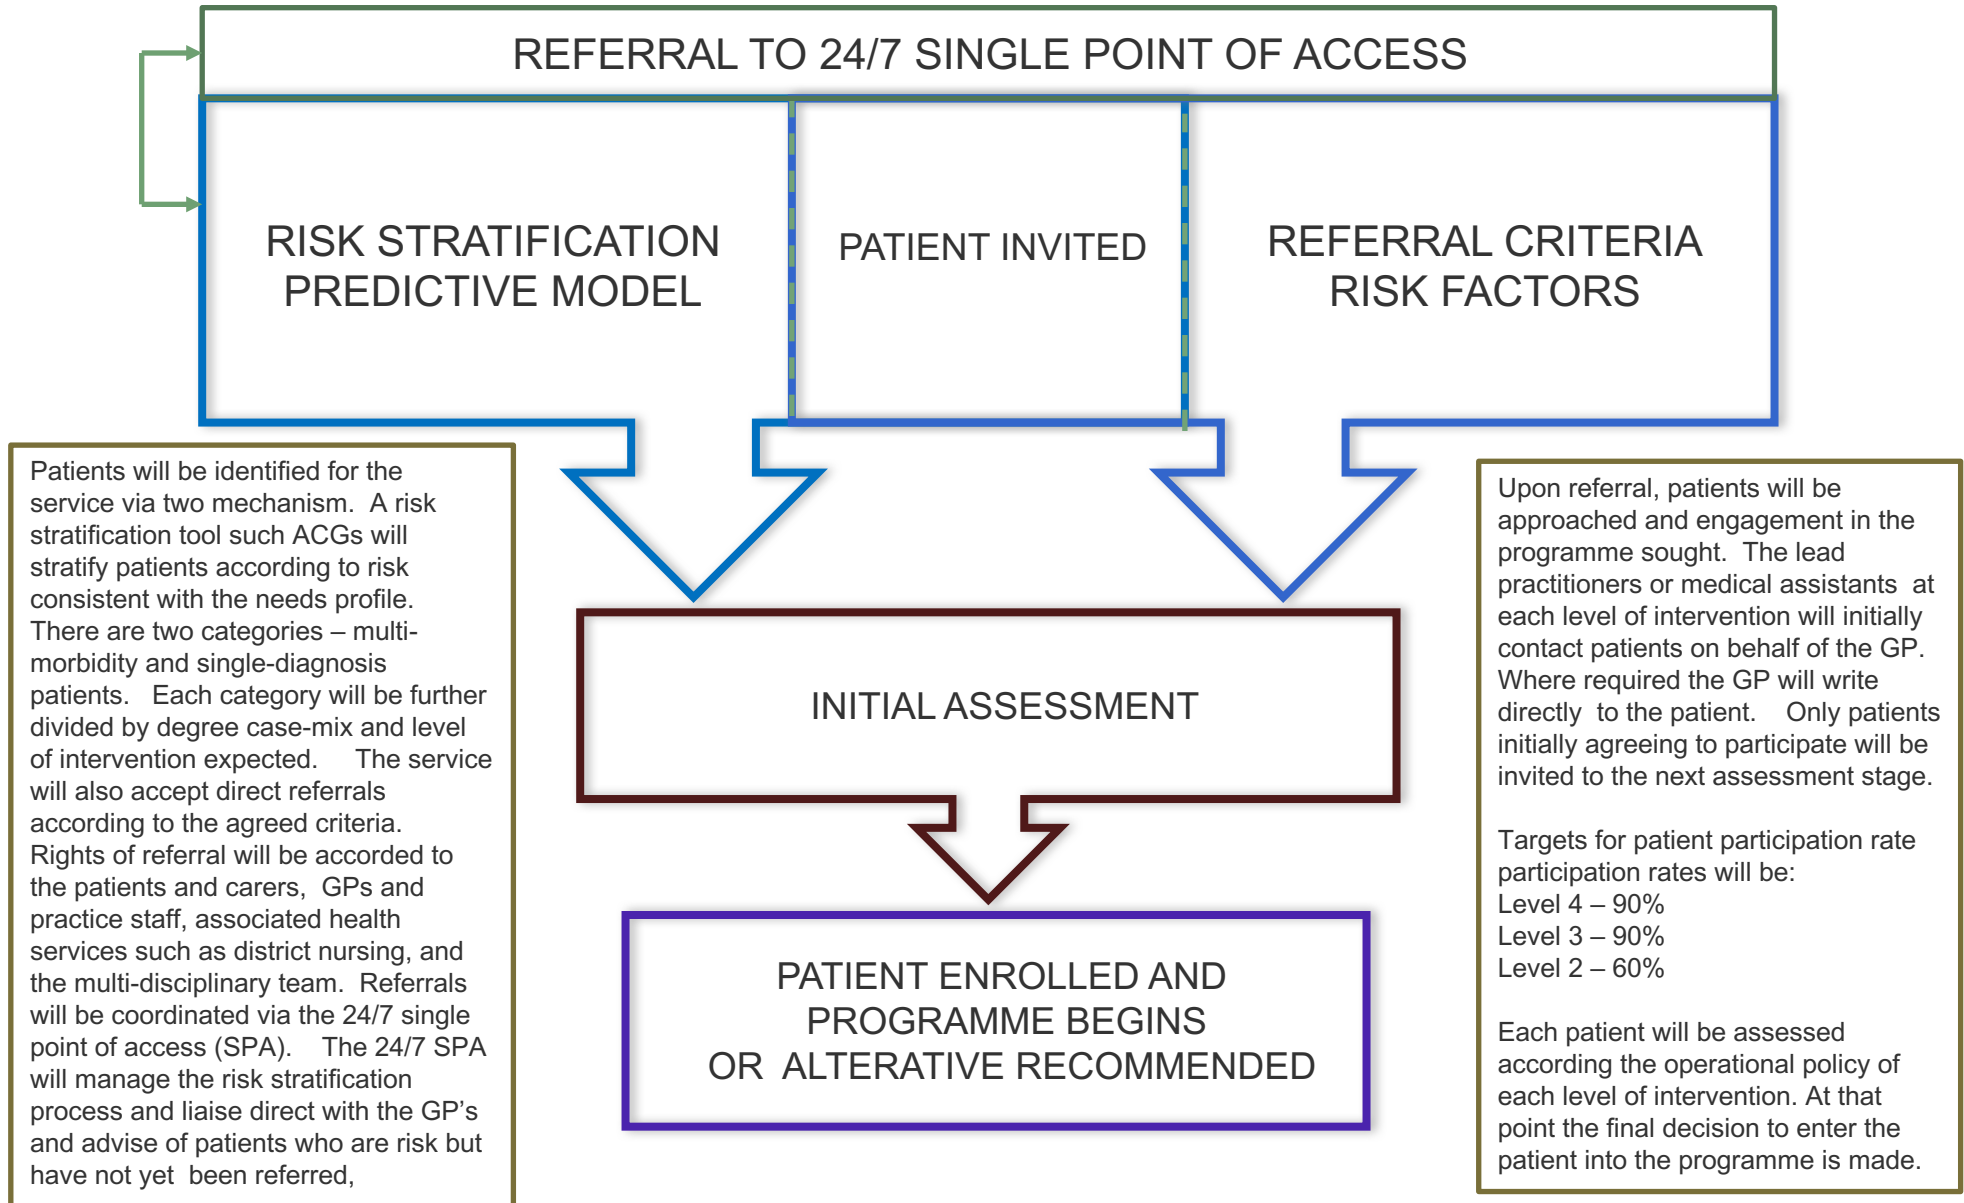 REFERRAL TO 24/7 SINGLE POINT OF ACCESS
RISK STRATIFICATION
PREDICTIVE MODEL
PATIENT INVITED
REFERRAL CRITERIA
RISK FACTORS
Patients will be identified for the
service via two mechanism.  A risk
stratification tool such ACGs will
stratify patients according to risk
consistent with the needs profile.
There are two categories – multi-
morbidity and single-diagnosis
patients.   Each category will be further
divided by degree case-mix and level
of intervention expected.    The service
will also accept direct referrals
according to the agreed criteria.
Rights of referral will be accorded to
the patients and carers,  GPs and
practice staff, associated health
services such as district nursing, and
the multi-disciplinary team.  Referrals
will be coordinated via the 24/7 single
point of access (SPA).    The 24/7 SPA
will manage the risk stratification
process and liaise direct with the GP’s
and advise of patients who are risk but
have not yet  been referred,
INITIAL ASSESSMENT
PATIENT ENROLLED AND
PROGRAMME BEGINS
OR  ALTERATIVE RECOMMENDED
Upon referral, patients will be
approached and engagement in the
programme sought.  The lead
practitioners or medical assistants  at
each level of intervention will initially
contact patients on behalf of the GP.
Where required the GP will write
directly  to the patient.    Only patients
initially agreeing to participate will be
invited to the next assessment stage.
Targets for patient participation rate
participation rates will be:
Level 4 – 90%
Level 3 – 90%
Level 2 – 60%
Each patient will be assessed
according the operational policy of
each level of intervention. At that
point the final decision to enter the
patient into the programme is made.